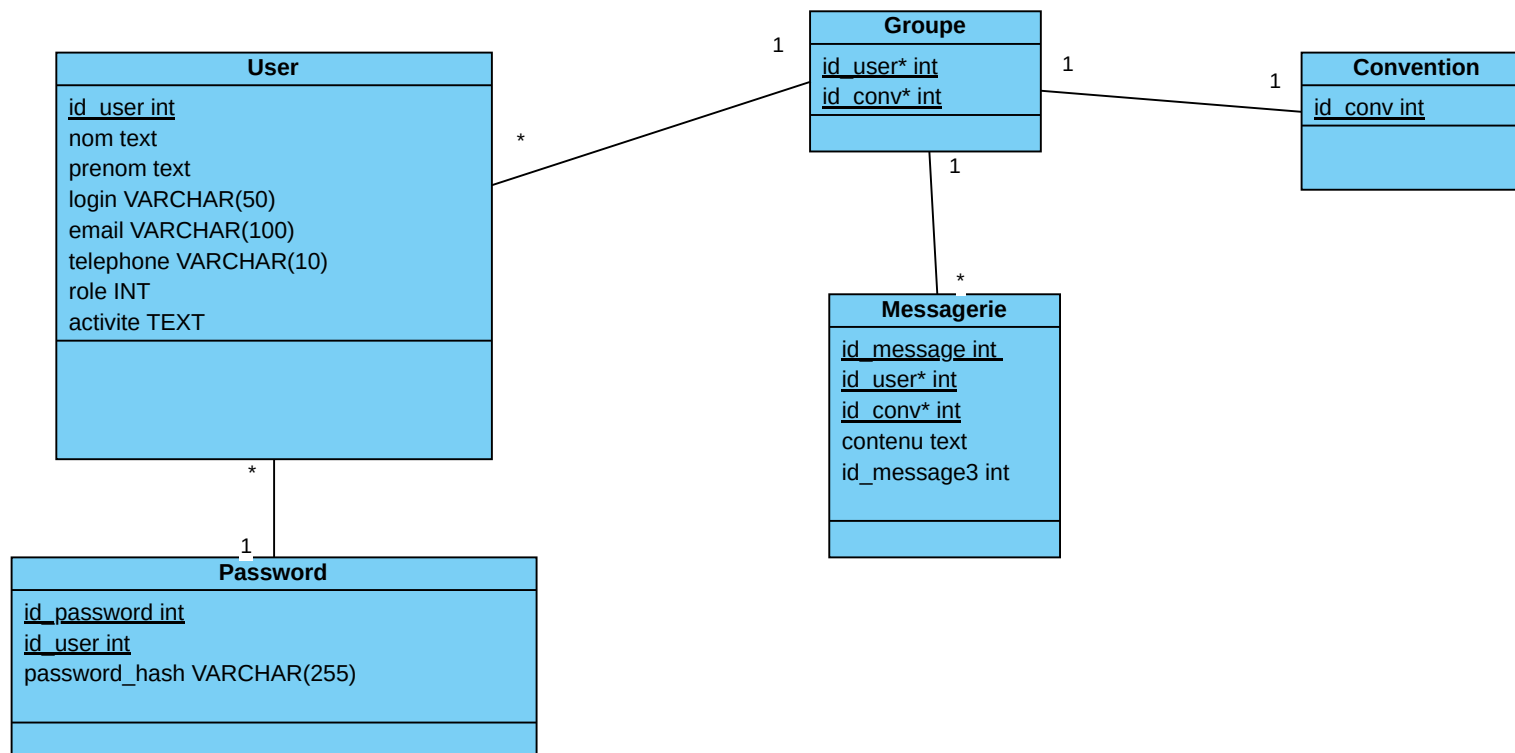 User
id_user int
nom text
prenom text
login VARCHAR(50)
email VARCHAR(100)
telephone VARCHAR(10)
role INT
activite TEXT
*
1
Groupe
id_user* int
id_conv* int
1
1
Convention
id_conv int
1
*
Messagerie
id_message int
id_user* int
id_conv* int
contenu text
id_message3 int
*
1
Password
id_password int
id_user int
password_hash VARCHAR(255)